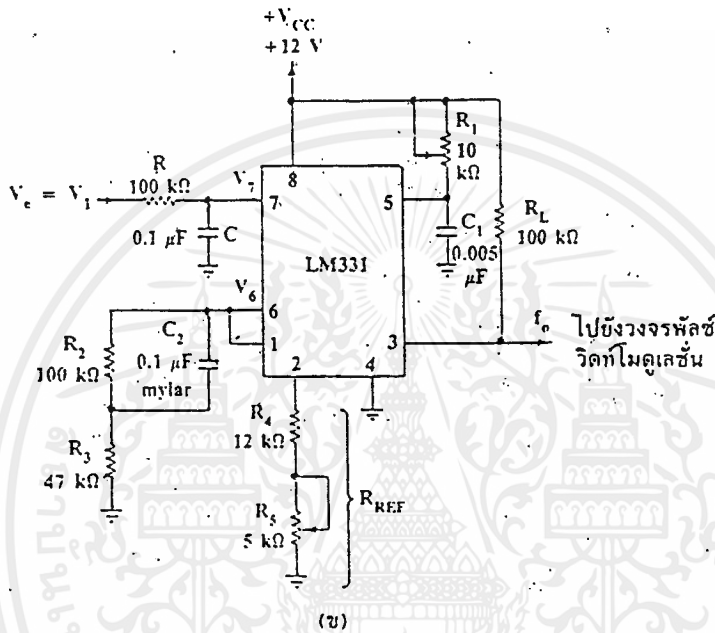 +V_CC
+12 V
R
100 kΩ
V_e = V_1
V_7
0.1 µF
C
8
7
5
LM331
R_1
10
kΩ
R_L
100 kΩ
C_1
0.005
µF
V_6
6
1
3
2
4
f_o
ไปยังวงจรพัลซ์
วิดท์โมดูเลชั่น
R_2
100 kΩ
C_2
0.1 µF
mylar
R_3
47 kΩ
R_4
12 kΩ
R_5
5 kΩ
R_REF
(ข)